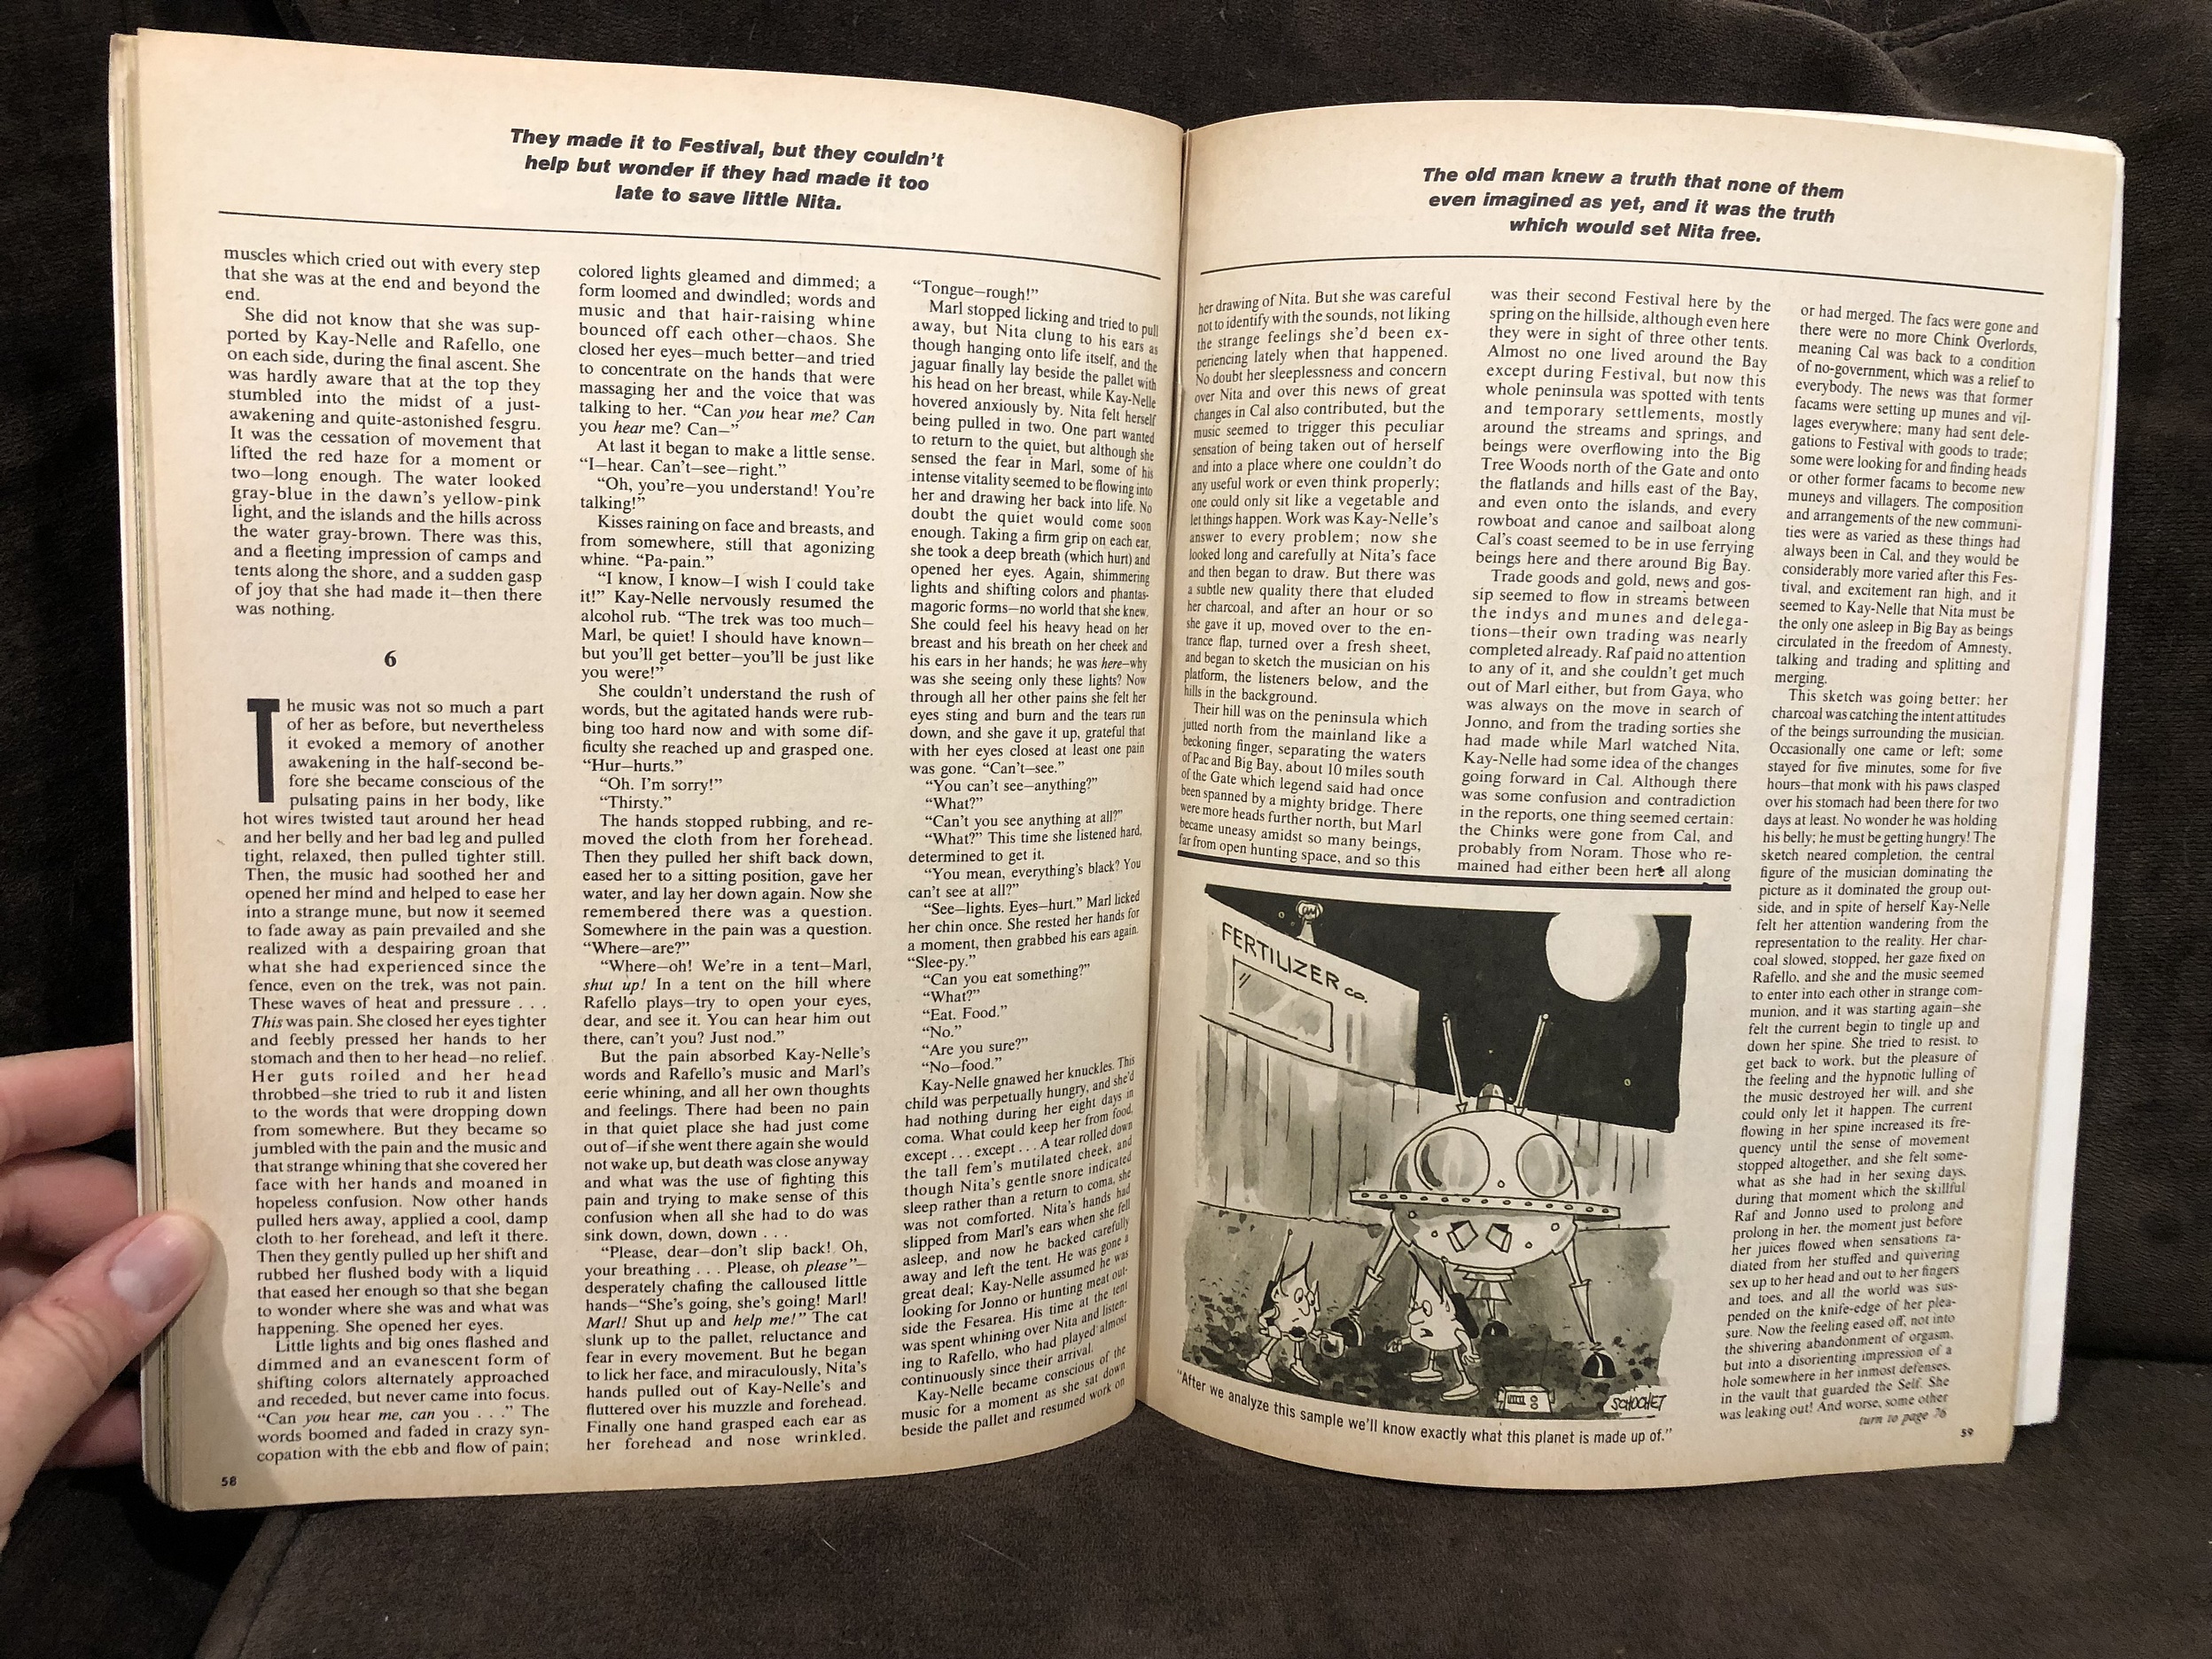 They made it to Festival, but they couldn't
help but wonder if they had made it too
late to save little Nita.
muscles which cried out with every step
that she was at the end and beyond the
end.
She did not know that she was sup-
ported by Kay-Nelle and Rafello, one
on each side, during the final ascent. She
was hardly aware that at the top they
stumbled into the midst of a just-
awakening and quite-astonished fesgru.
It was the cessation of movement that
lifted the red haze for a moment or
two—long enough. The water looked
gray-blue in the dawn's yellow-pink
light, and the islands and the hills across
the water gray-brown. There was this,
and a fleeting impression of camps and
tents along the shore, and a sudden gasp
of joy that she had made it—then there
was nothing.
6
The music was not so much a part
of her as before, but nevertheless
it evoked a memory of another
awakening in the half-second be-
fore she became conscious of the
pulsating pains in her body, like
hot wires twisted taut around her head
and her belly and her bad leg and pulled
tight, relaxed, then pulled tighter still.
Then, the music had soothed her and
opened her mind and helped to ease her
into a strange mune, but now it seemed
to fade away as pain prevailed and she
realized with a despairing groan that
what she had experienced since the
fence, even on the trek, was not pain.
These waves of heat and pressure . . .
This was pain. She closed her eyes tighter
and feebly pressed her hands to her
stomach and then to her head—no relief.
Her guts roiled and her head
throbbed—she tried to rub it and listen
to the words that were dropping down
from somewhere. But they became so
jumbled with the pain and the music and
that strange whining that she covered her
face with her hands and moaned in
hopeless confusion. Now other hands
pulled hers away, applied a cool, damp
cloth to her forehead, and left it there.
Then they gently pulled up her shift and
rubbed her flushed body with a liquid
that eased her enough so that she began
to wonder where she was and what was
happening. She opened her eyes.
Little lights and big ones flashed and
dimmed and an evanescent form of
shifting colors alternately approached
and receded, but never came into focus.
"Can you hear me, can you . . ." The
words boomed and faded in crazy syn-
copation with the ebb and flow of pain;
colored lights gleamed and dimmed; a
form loomed and dwindled; words and
music and that hair-raising whine
bounced off each other—chaos. She
closed her eyes—much better—and tried
to concentrate on the hands that were
massaging her and the voice that was
talking to her. "Can you hear me? Can
you hear me? Can—"
At last it began to make a little sense.
"I—hear. Can't—see—right."
"Oh, you're—you understand! You're
talking!"
Kisses raining on face and breasts, and
from somewhere, still that agonizing
whine. "Pa-pain."
"I know, I know—I wish I could take
it!" Kay-Nelle nervously resumed the
alcohol rub. "The trek was too much—
Marl, be quiet! I should have known—
but you'll get better—you'll be just like
you were!"
She couldn't understand the rush of
words, but the agitated hands were rub-
bing too hard now and with some dif-
ficulty she reached up and grasped one.
"Hur—hurts."
"Oh. I'm sorry!"
"Thirsty."
The hands stopped rubbing, and re-
moved the cloth from her forehead.
Then they pulled her shift back down,
eased her to a sitting position, gave her
water, and lay her down again. Now she
remembered there was a question.
Somewhere in the pain was a question.
"Where—are?"
"Where—oh! We're in a tent—Marl,
shut up! In a tent on the hill where
Rafello plays—try to open your eyes,
dear, and see it. You can hear him out
there, can't you? Just nod."
But the pain absorbed Kay-Nelle's
words and Rafello's music and Marl's
eerie whining, and all her own thoughts
and feelings. There had been no pain
in that quiet place she had just come
out of—if she went there again she would
not wake up, but death was close anyway
and what was the use of fighting this
pain and trying to make sense of this
confusion when all she had to do was
sink down, down, down . . .
"Please, dear—don't slip back! Oh,
your breathing . . . Please, oh please"—
desperately chafing the calloused little
hands—"She's going, she's going! Marl!
Marl! Shut up and help me!" The cat
slunk up to the pallet, reluctance and
fear in every movement. But he began
to lick her face, and miraculously, Nita's
hands pulled out of Kay-Nelle's and
fluttered over his muzzle and forehead.
Finally one hand grasped each ear as
her forehead and nose wrinkled.
"Tongue—rough!"
Marl stopped licking and tried to pull
away, but Nita clung to his ears as
though hanging onto life itself, and the
jaguar finally lay beside the pallet with
his head on her breast, while Kay-Nelle
hovered anxiously by. Nita felt herself
being pulled in two. One part wanted
to return to the quiet, but although she
sensed the fear in Marl, some of his
intense vitality seemed to be flowing into
her and drawing her back into life. No
doubt the quiet would come soon
enough. Taking a firm grip on each ear,
she took a deep breath (which hurt) and
opened her eyes. Again, shimmering
lights and shifting colors and phantas-
magoric forms—no world that she knew.
She could feel his heavy head on her
breast and his breath on her cheek and
his ears in her hands; he was here—why
was she seeing only these lights? Now
through all her other pains she felt her
eyes sting and burn and the tears run
down, and she gave it up, grateful that
with her eyes closed at least one pain
was gone. "Can't—see."
"You can't see—anything?"
"What?"
"Can't you see anything at all?"
"What?" This time she listened hard,
determined to get it.
"You mean, everything's black? You
can't see at all?"
"See—lights. Eyes—hurt." Marl licked
her chin once. She rested her hands for
a moment, then grabbed his ears again.
"Slee-py."
"Can you eat something?"
"What?"
"Eat. Food."
"No."
"Are you sure?"
"No—food."
Kay-Nelle gnawed her knuckles. This
child was perpetually hungry, and she'd
had nothing during her eight days in
coma. What could keep her from food,
except . . . except . . . A tear rolled down
the tall fem's mutilated cheek, and
though Nita's gentle snore indicated
sleep rather than a return to coma, she
was not comforted. Nita's hands had
slipped from Marl's ears when she fell
asleep, and now he backed carefully
away and left the tent. He was gone a
great deal; Kay-Nelle assumed he was
looking for Jonno or hunting meat out-
side the Fesarea. His time at the tent
was spent whining over Nita and listen-
ing to Rafello, who had played almost
continuously since their arrival.
Kay-Nelle became conscious of the
music for a moment as she sat down
beside the pallet and resumed work on
58
The old man knew a truth that none of them
even imagined as yet, and it was the truth
which would set Nita free.
her drawing of Nita. But she was careful
not to identify with the sounds, not liking
the strange feelings she'd been ex-
periencing lately when that happened.
No doubt her sleeplessness and concern
over Nita and over this news of great
changes in Cal also contributed, but the
music seemed to trigger this peculiar
sensation of being taken out of herself
and into a place where one couldn't do
any useful work or even think properly;
one could only sit like a vegetable and
let things happen. Work was Kay-Nelle's
answer to every problem; now she
looked long and carefully at Nita's face
and then began to draw. But there was
a subtle new quality there that eluded
her charcoal, and after an hour or so
she gave it up, moved over to the en-
trance flap, turned over a fresh sheet,
and began to sketch the musician on his
platform, the listeners below, and the
hills in the background.
Their hill was on the peninsula which
jutted north from the mainland like a
beckoning finger, separating the waters
of Pac and Big Bay, about 10 miles south
of the Gate which legend said had once
been spanned by a mighty bridge. There
were more heads further north, but Marl
became uneasy amidst so many beings,
far from open hunting space, and so this
was their second Festival here by the
spring on the hillside, although even here
they were in sight of three other tents.
Almost no one lived around the Bay
except during Festival, but now this
whole peninsula was spotted with tents
and temporary settlements, mostly
around the streams and springs, and
beings were overflowing into the Big
Tree Woods north of the Gate and onto
the flatlands and hills east of the Bay,
and even onto the islands, and every
rowboat and canoe and sailboat along
Cal's coast seemed to be in use ferrying
beings here and there around Big Bay.
Trade goods and gold, news and gos-
sip seemed to flow in streams between
the indys and munes and delega-
tions—their own trading was nearly
completed already. Raf paid no attention
to any of it, and she couldn't get much
out of Marl either, but from Gaya, who
was always on the move in search of
Jonno, and from the trading sorties she
had made while Marl watched Nita,
Kay-Nelle had some idea of the changes
going forward in Cal. Although there
was some confusion and contradiction
in the reports, one thing seemed certain:
the Chinks were gone from Cal, and
probably from Noram. Those who re-
mained had either been here all along
or had merged. The facs were gone and
there were no more Chink Overlords,
meaning Cal was back to a condition
of no-government, which was a relief to
everybody. The news was that former
facams were setting up munes and vil-
lages everywhere; many had sent dele-
gations to Festival with goods to trade;
some were looking for and finding heads
or other former facams to become new
muneys and villagers. The composition
and arrangements of the new communi-
ties were as varied as these things had
always been in Cal, and they would be
considerably more varied after this Fes-
tival, and excitement ran high, and it
seemed to Kay-Nelle that Nita must be
the only one asleep in Big Bay as beings
circulated in the freedom of Amnesty,
talking and trading and splitting and
merging.
This sketch was going better; her
charcoal was catching the intent attitudes
of the beings surrounding the musician.
Occasionally one came or left; some
stayed for five minutes, some for five
hours—that monk with his paws clasped
over his stomach had been there for two
days at least. No wonder he was holding
his belly; he must be getting hungry! The
sketch neared completion, the central
figure of the musician dominating the
picture as it dominated the group out-
side, and in spite of herself Kay-Nelle
felt her attention wandering from the
representation to the reality. Her char-
coal slowed, stopped, her gaze fixed on
Rafello, and she and the music seemed
to enter into each other in strange com-
munion, and it was starting again—she
felt the current begin to tingle up and
down her spine. She tried to resist, to
get back to work, but the pleasure of
the feeling and the hypnotic lulling of
the music destroyed her will, and she
could only let it happen. The current
flowing in her spine increased its fre-
quency until the sense of movement
stopped altogether, and she felt some-
what as she had in her sexing days,
during that moment which the skillful
Raf and Jonno used to prolong and
prolong in her, the moment just before
her juices flowed when sensations ra-
diated from her stuffed and quivering
sex up to her head and out to her fingers
and toes, and all the world was sus-
pended on the knife-edge of her plea-
sure. Now the feeling eased off, not into
the shivering abandonment of orgasm,
but into a disorienting impression of a
hole somewhere in her inmost defenses,
in the vault that guarded the Self. She
was leaking out! And worse, some other
turn to page 76
FERTILIZER CO.
SCHOCHET
"After we analyze this sample we'll know exactly what this planet is made up of."
59